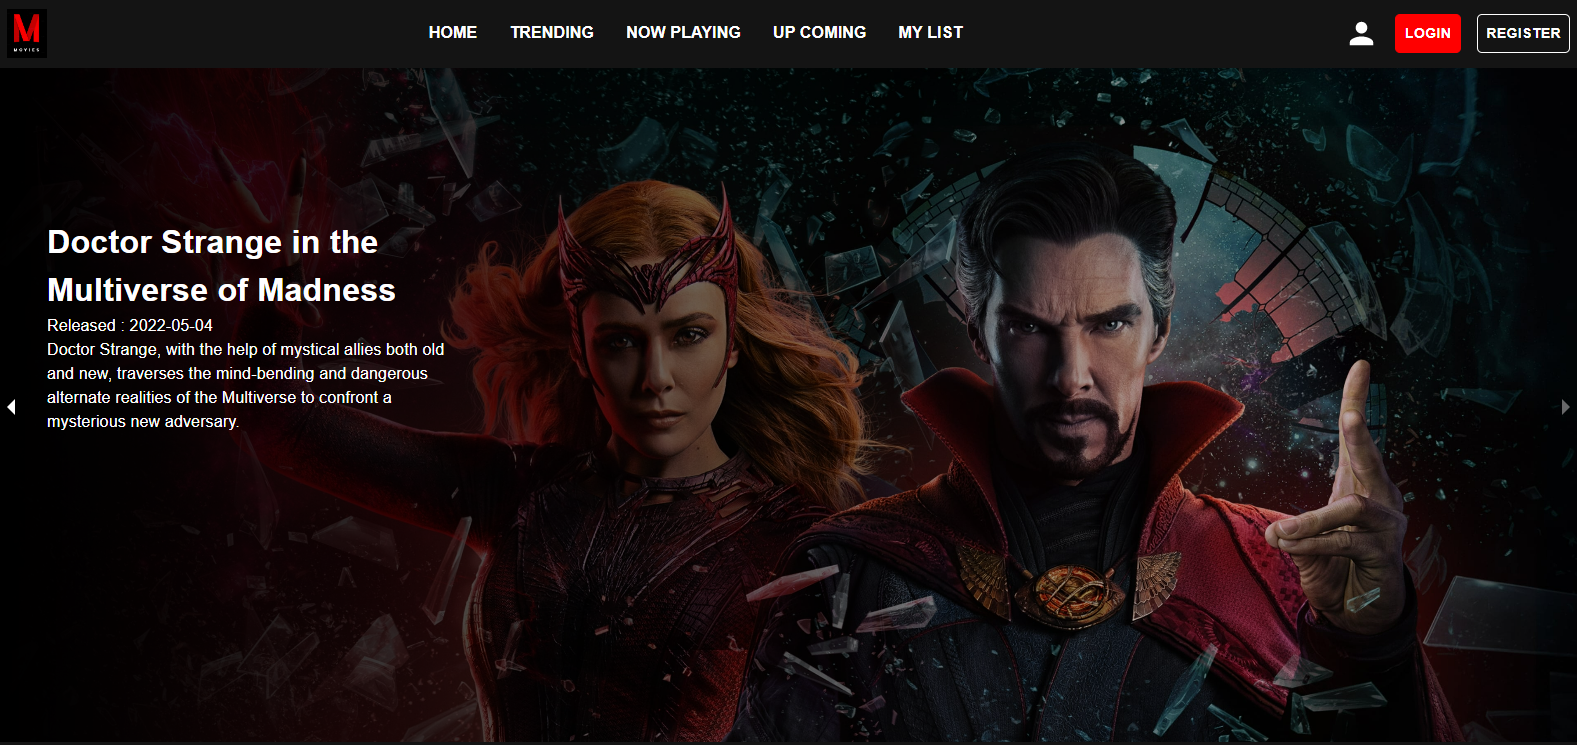 M
MOVIES
HOME TRENDING NOW PLAYING UP COMING MY LIST LOGIN REGISTER
Doctor Strange in the
Multiverse of Madness
Released : 2022-05-04
Doctor Strange, with the help of mystical allies both old
and new, traverses the mind-bending and dangerous
alternate realities of the Multiverse to confront a
mysterious new adversary.